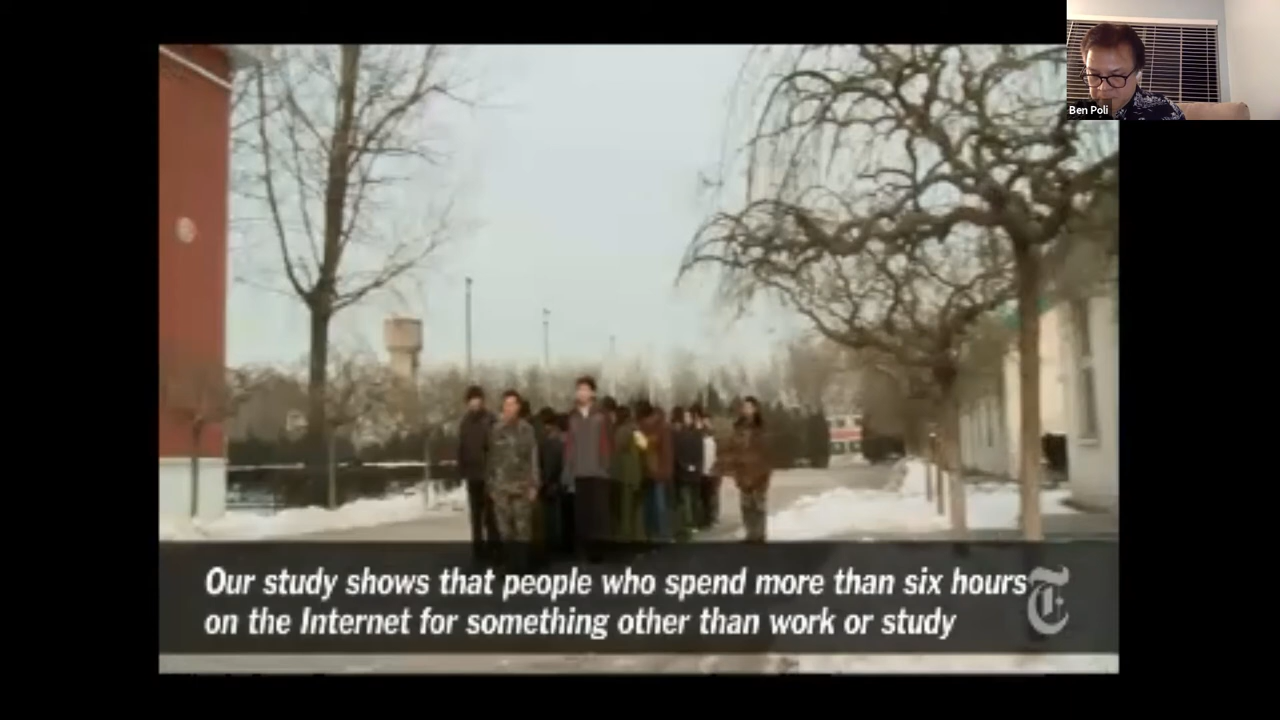 Ben Poli
Our study shows that people who spend more than six hours
on the Internet for something other than work or study
T